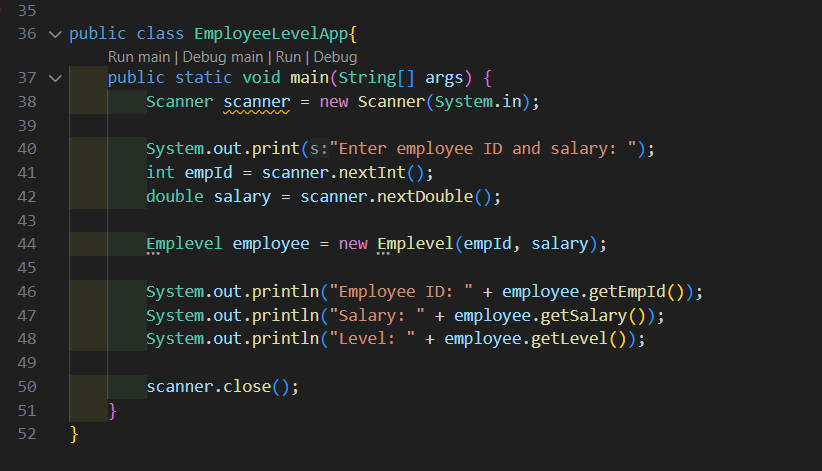 35
36 public class EmployeeLevelApp{
Run main | Debug main | Run | Debug
37 public static void main(String[] args) {
38 Scanner scanner = new Scanner(System.in);
39
40 System.out.print(s:"Enter employee ID and salary: ");
41 int empId = scanner.nextInt();
42 double salary = scanner.nextDouble();
43
44 Emplevel employee = new Emplevel(empId, salary);
45
46 System.out.println("Employee ID: " + employee.getEmpId());
47 System.out.println("Salary: " + employee.getSalary());
48 System.out.println("Level: " + employee.getLevel());
49
50 scanner.close();
51 }
52 }